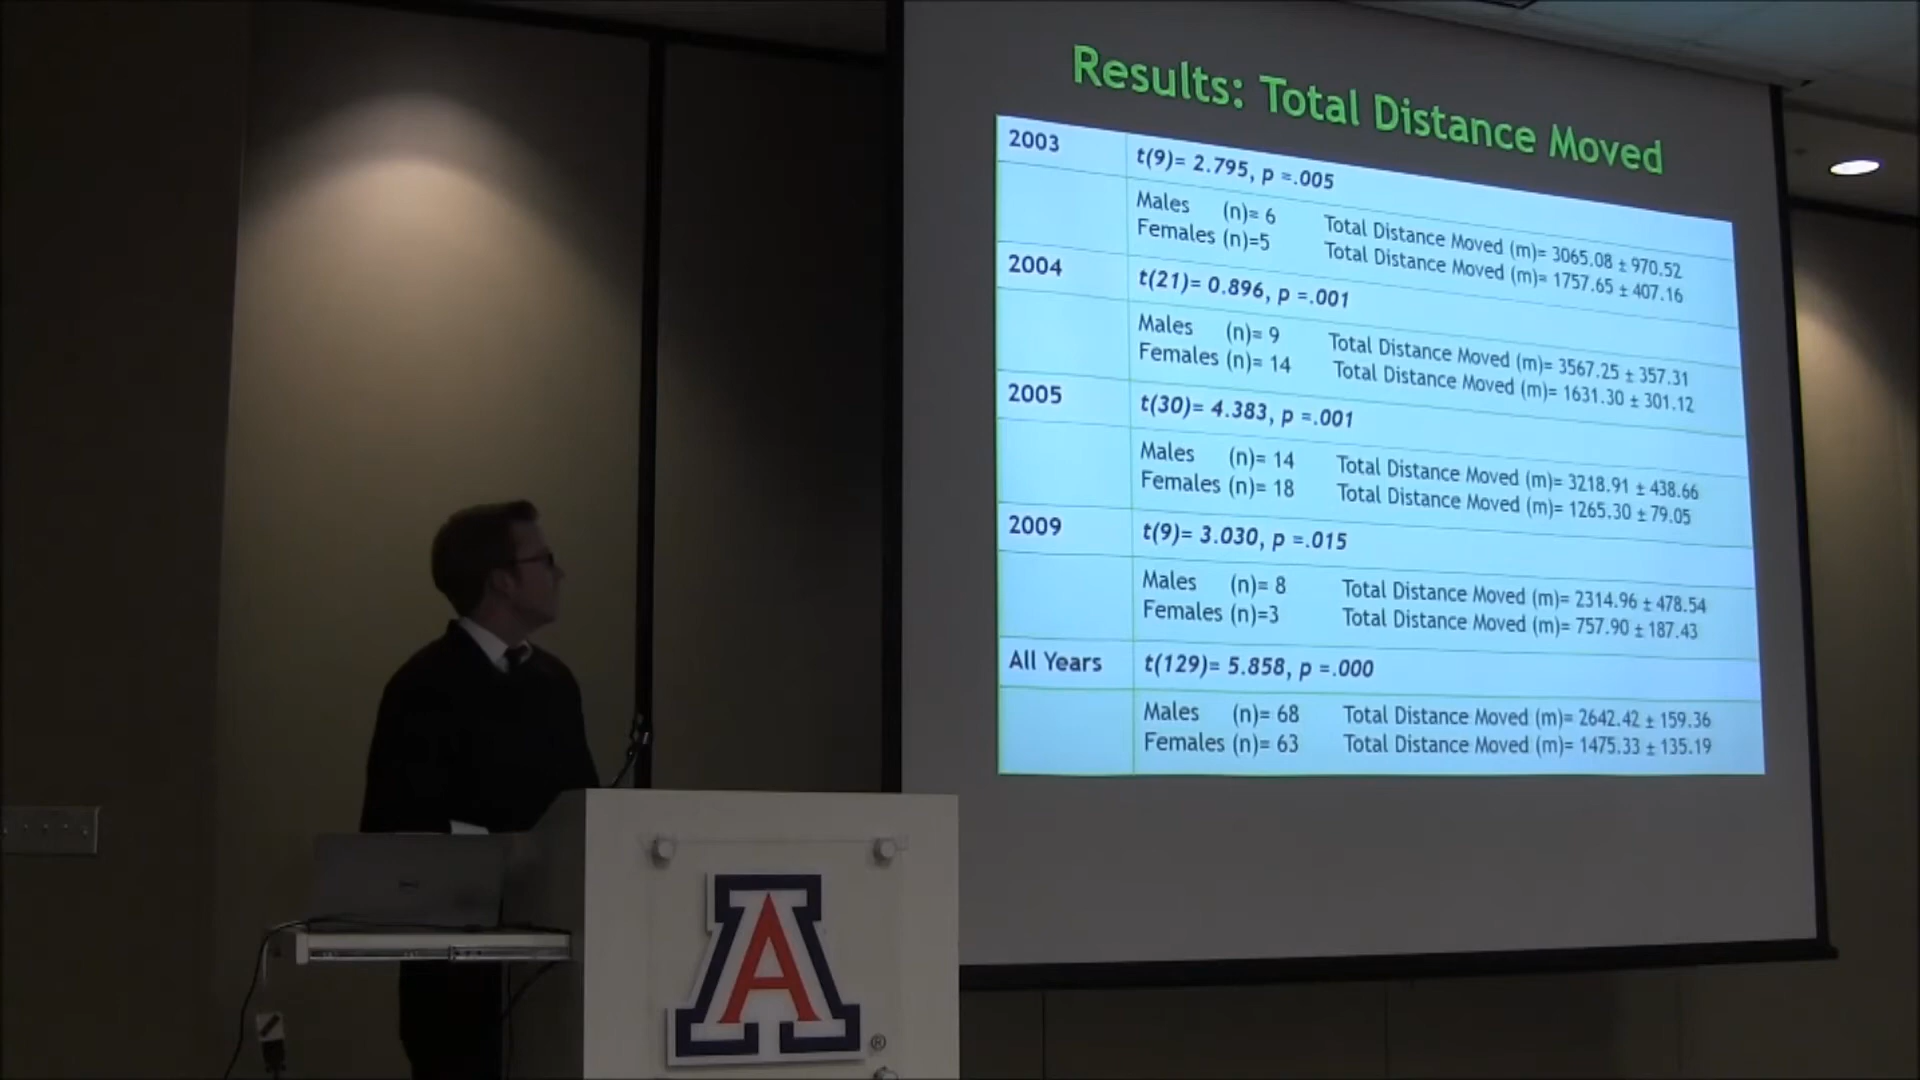 Results: Total Distance Moved
2003 t(9)= 2.795, p =.005
Males (n)= 6 Total Distance Moved (m)= 3065.08 ± 970.52
Females (n)=5 Total Distance Moved (m)= 1757.65 ± 407.16
2004 t(21)= 0.896, p =.001
Males (n)= 9 Total Distance Moved (m)= 3567.25 ± 357.31
Females (n)= 14 Total Distance Moved (m)= 1631.30 ± 301.12
2005 t(30)= 4.383, p =.001
Males (n)= 14 Total Distance Moved (m)= 3218.91 ± 438.66
Females (n)= 18 Total Distance Moved (m)= 1265.30 ± 79.05
2009 t(9)= 3.030, p =.015
Males (n)= 8 Total Distance Moved (m)= 2314.96 ± 478.54
Females (n)=3 Total Distance Moved (m)= 757.90 ± 187.43
All Years t(129)= 5.858, p =.000
Males (n)= 68 Total Distance Moved (m)= 2642.42 ± 159.36
Females (n)= 63 Total Distance Moved (m)= 1475.33 ± 135.19
A ®